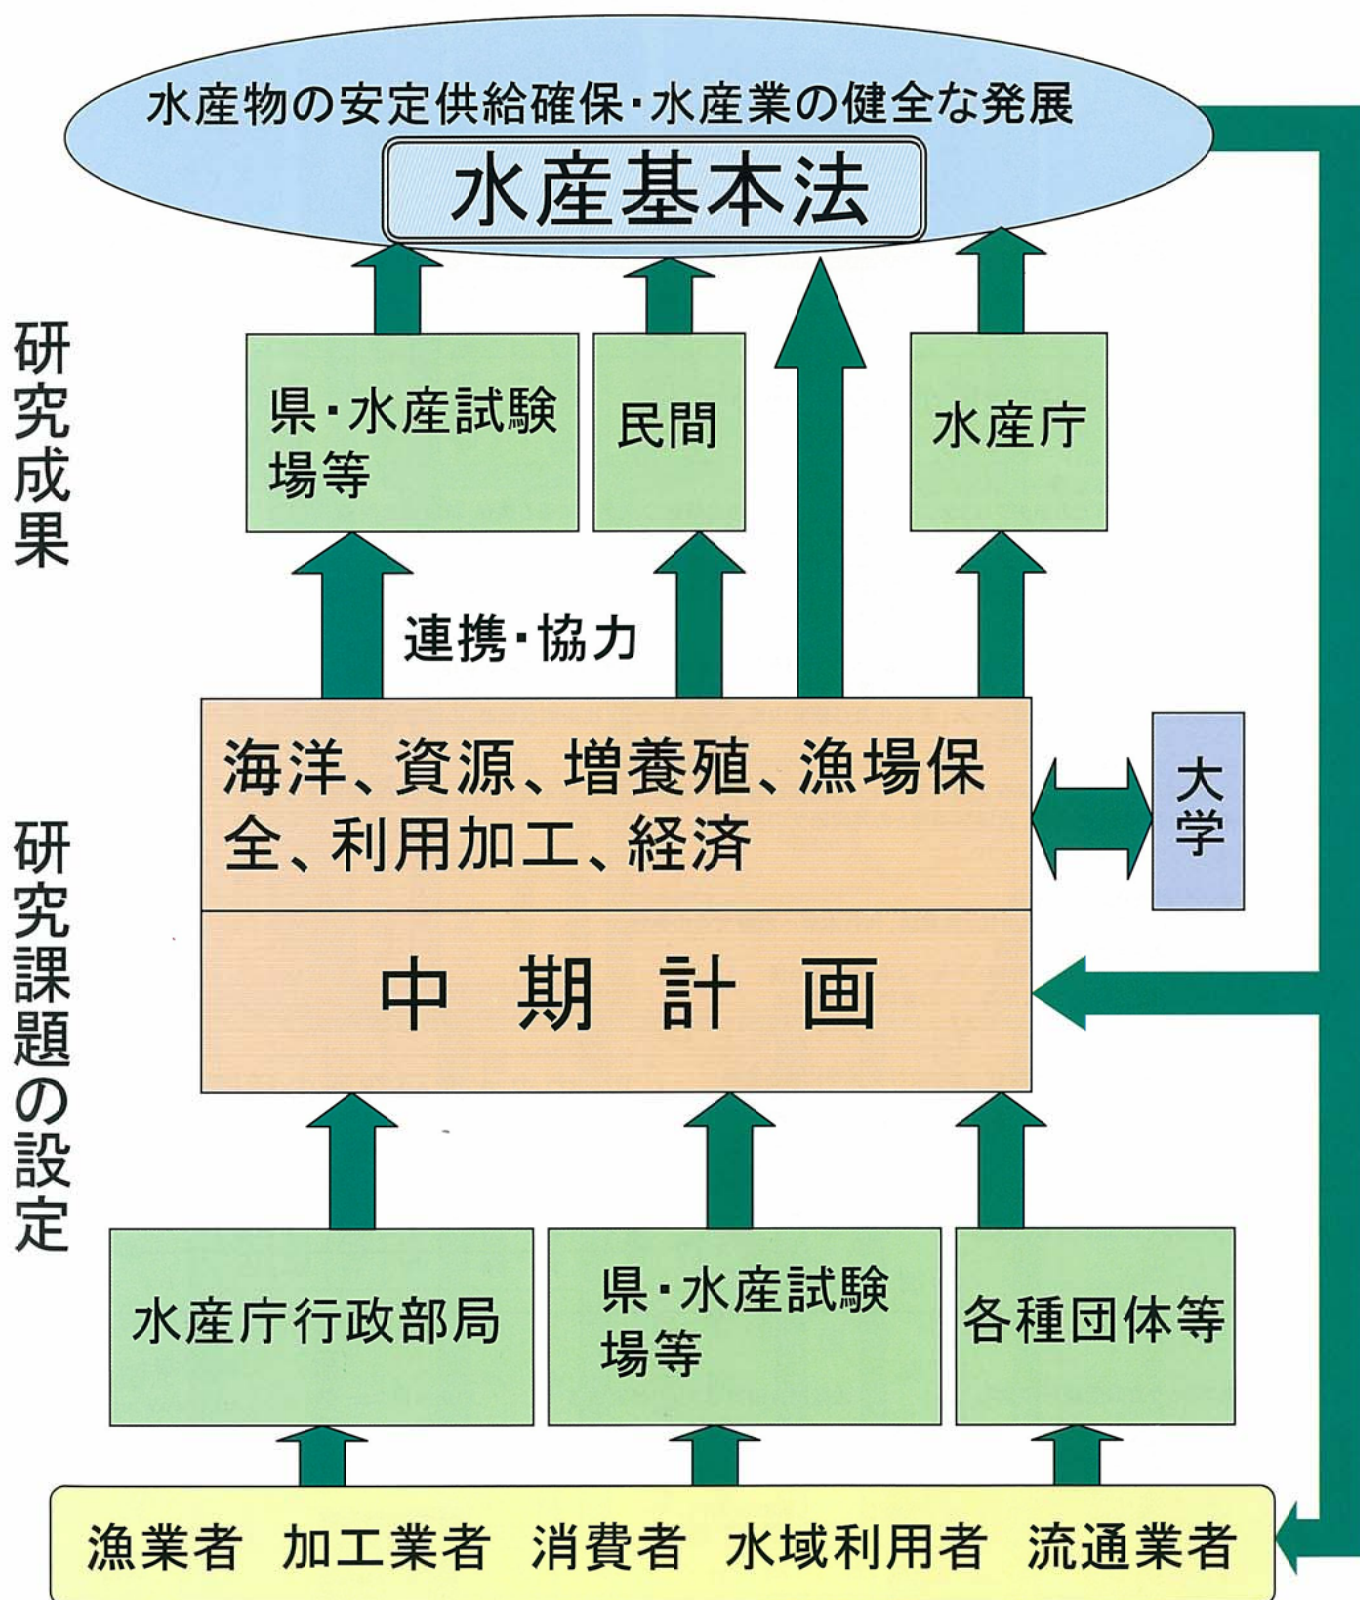 水産物の安定供給確保・水産業の健全な発展
水産基本法
研究成果
県・水産試験
場等
民間
水産庁
連携・協力
海洋、資源、増養殖、漁場保
全、利用加工、経済
大学
研究課題の設定
中期計画
水産庁行政部局
県・水産試験
場等
各種団体等
漁業者 加工業者 消費者 水域利用者 流通業者